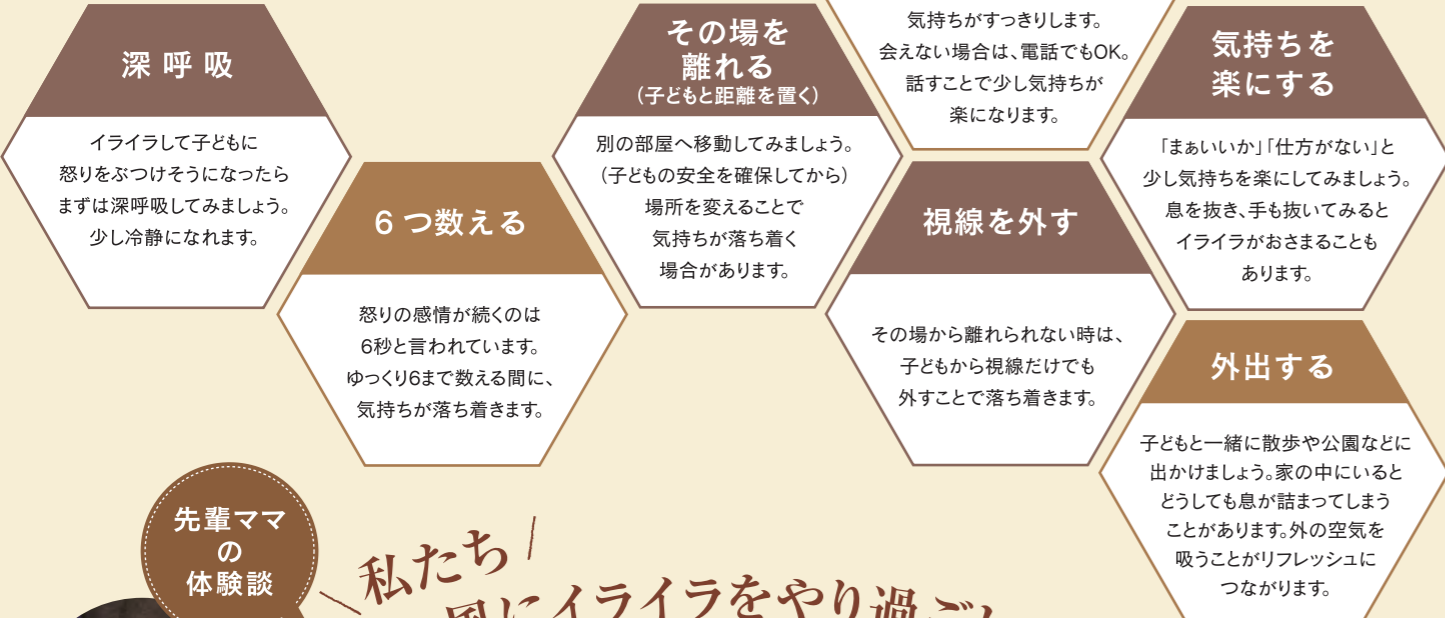 深呼吸
イライラして子どもに
怒りをぶつけそうになったら
まずは深呼吸してみましょう。
少し冷静になれます。
6つ数える
怒りの感情が続くのは
6秒と言われています。
ゆっくり6まで数える間に、
気持ちが落ち着きます。
その場を
離れる
(子どもと距離を置く)
別の部屋へ移動してみましょう。
(子どもの安全を確保してから)
場所を変えることで
気持ちが落ち着く
場合があります。
気持ちがすっきりします。
会えない場合は、電話でもOK。
話すことで少し気持ちが
楽になります。
視線を外す
その場から離れられない時は、
子どもから視線だけでも
外すことで落ち着きます。
気持ちを
楽にする
「まぁいいか」「仕方がない」と
少し気持ちを楽にしてみましょう。
息を抜き、手も抜いてみると
イライラがおさまることも
あります。
外出する
子どもと一緒に散歩や公園などに
出かけましょう。家の中にいると
どうしても息が詰まってしまう
ことがあります。外の空気を
吸うことがリフレッシュに
つながります。
先輩ママ
の
体験談
私たち
風にイライラをやり過ごし